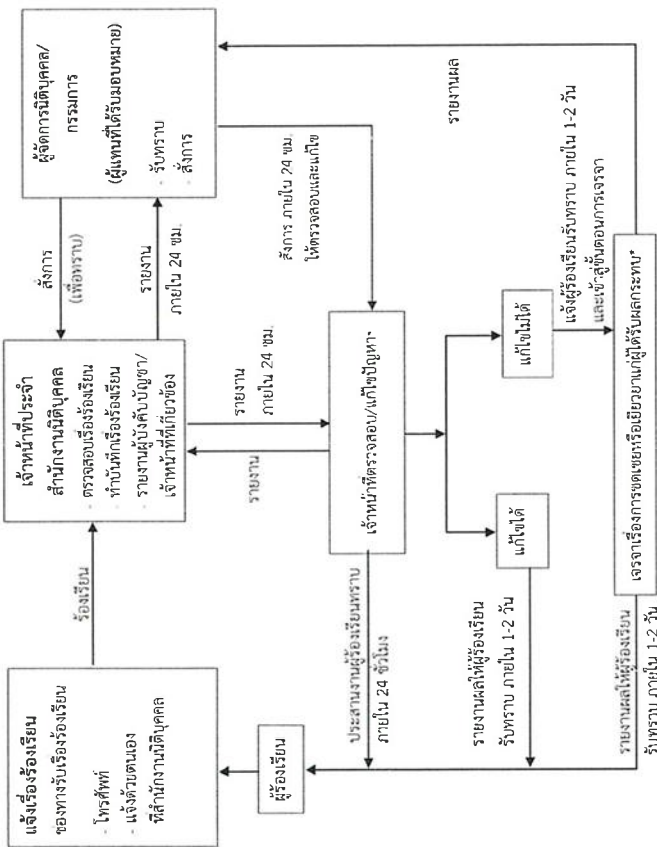 แจ้งเรื่องร้องเรียน
ช่องทางรับเรื่องร้องเรียน
- โทรศัพท์
- แจ้งด้วยตนเอง
ที่สำนักงานนิติบุคคล
ร้องเรียน
เจ้าหน้าที่ประจำ
สำนักงานนิติบุคคล
- ตรวจสอบเรื่องร้องเรียน
- ทำบันทึกเรื่องร้องเรียน
- รายงานผู้บังคับบัญชา/
เจ้าหน้าที่ที่เกี่ยวข้อง
สั่งการ
(เพื่อทราบ)
รายงาน
ภายใน 24 ชม.
ผู้จัดการนิติบุคคล/
กรรมการ
(ผู้แทนที่ได้รับมอบหมาย)
- รับทราบ
- สั่งการ
ผู้ร้องเรียน
ประสานงานผู้ร้องเรียนทราบ
ภายใน 24 ชั่วโมง
รายงาน
รายงาน
ภายใน 24 ชม.
สั่งการ ภายใน 24 ชม.
ให้ตรวจสอบและแก้ไข
เจ้าหน้าที่ตรวจสอบ/แก้ไขปัญหา
รายงานผล
รายงานผลให้ผู้ร้องเรียน
รับทราบ ภายใน 1-2 วัน
แก้ไขได้
แก้ไขไม่ได้
แจ้งผู้ร้องเรียนรับทราบ ภายใน 1-2 วัน
และเข้าสู่ขั้นตอนการเจรจา
รายงานผลให้ผู้ร้องเรียน
รับทราบ ภายใน 1-2 วัน
เจรจาเรื่องการชดเชยหรือเยียวยาแก่ผู้ได้รับผลกระทบ*